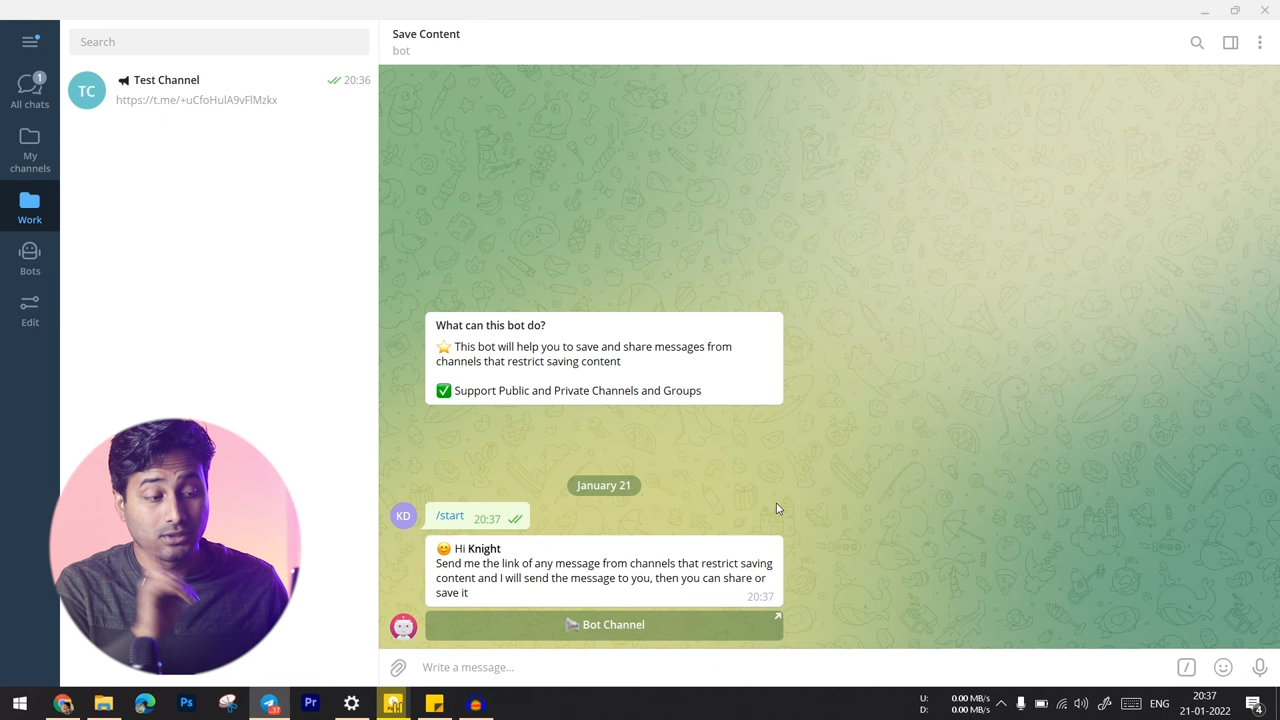 Search
Save Content
bot
TC
Test Channel
20:36
1
All chats
My
channels
Work
Bots
Edit
What can this bot do?
⭐ This bot will help you to save and share messages from
channels that restrict saving content
✅ Support Public and Private Channels and Groups
January 21
KD
/start
20:37
😊 Hi Knight
Send me the link of any message from channels that restrict saving
content and I will send the message to you, then you can share or
save it
20:37
Bot Channel
Write a message...
Ps
37
Pr
U:
0.00 MB/s
D:
0.00 MB/s
ENG
20:37
21-01-2022
4